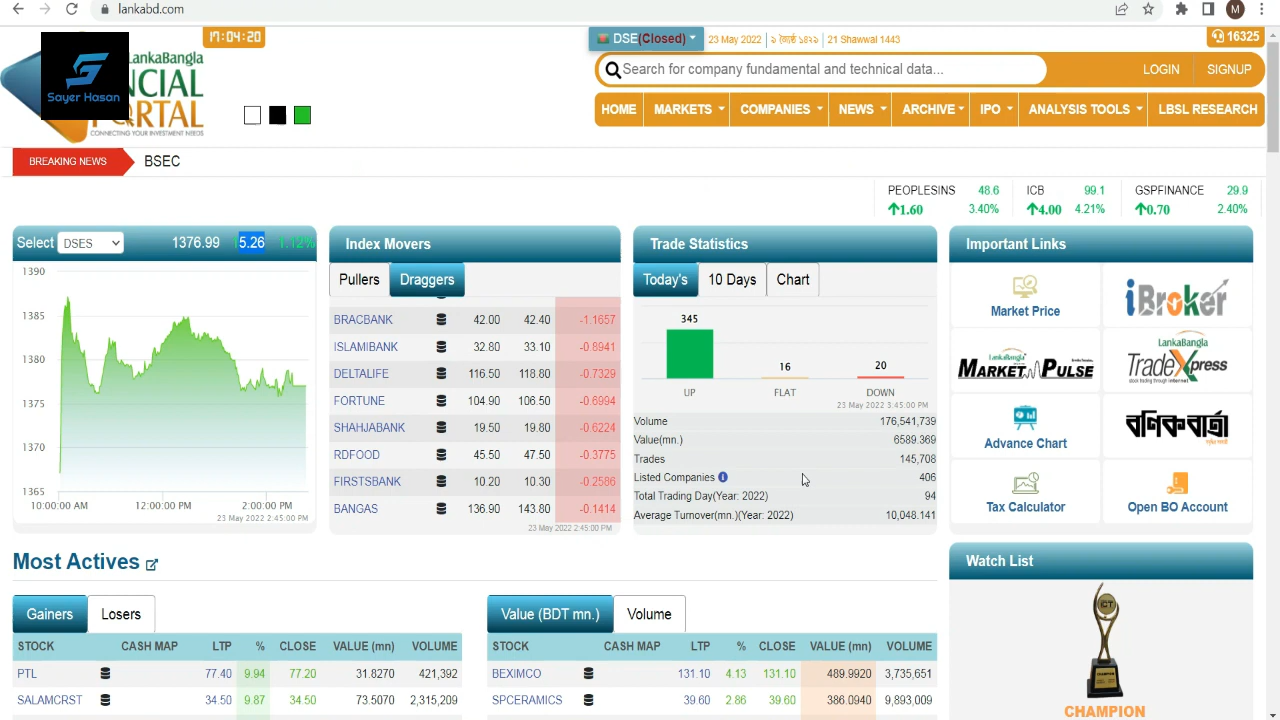 lankabd.com
M
17:04:20
LankaBangla
NCIAL
PORTAL
CONNECTING YOUR INVESTMENT NEEDS
Sayer Hasan
DSE(Closed)
23 May 2022
21 Shawwal 1443
16325
Search for company fundamental and technical data...
LOGIN
SIGNUP
HOME
MARKETS
COMPANIES
NEWS
ARCHIVE
IPO
ANALYSIS TOOLS
LBSL RESEARCH
BREAKING NEWS
BSEC
PEOPLESINS 48.6
1.60 3.40%
ICB 99.1
4.00 4.21%
GSPFINANCE 29.9
0.70 2.40%
Select DSES 1376.99 15.26 1.12%
1390
1385
1380
1375
1370
1365
10:00:00 AM 12:00:00 PM 2:00:00 PM
23 May 2022 2:45:00 PM
Index Movers
Pullers Draggers
BRACBANK 42.00 42.40 -1.1657
ISLAMIBANK 32.80 33.10 -0.8941
DELTALIFE 116.50 118.80 -0.7329
FORTUNE 104.90 106.50 -0.6994
SHAHJABANK 19.50 19.80 -0.6224
RDFOOD 45.50 47.50 -0.3775
FIRSTSBANK 10.20 10.30 -0.2586
BANGAS 136.90 143.80 -0.1414
23 May 2022 2:45:00 PM
Trade Statistics
Today's 10 Days Chart
345
16
20
UP FLAT DOWN
23 May 2022 3:45:00 PM
Volume 176,541,739
Value(mn.) 6589.369
Trades 145,708
Listed Companies 406
Total Trading Day(Year: 2022) 94
Average Turnover(mn.)(Year: 2022) 10,048.141
Important Links
Market Price
iBroker
LankaBangla
MARKET PULSE
LankaBangla
TradeXpress
stock trading through internet
Advance Chart
বণিকবার্তা
Tax Calculator
Open BO Account
Most Actives
Gainers Losers
STOCK CASH MAP LTP % CLOSE VALUE (mn) VOLUME
PTL 77.40 9.94 77.20 31.8270 421,392
SALAMCRST 34.50 9.87 34.50 73.5070 2,315,209
Value (BDT mn.) Volume
STOCK CASH MAP LTP % CLOSE VALUE (mn) VOLUME
BEXIMCO 131.10 4.13 131.10 489.9920 3,735,651
SPCERAMICS 39.60 2.86 39.60 386.0940 9,893,009
Watch List
ICT
CHAMPION